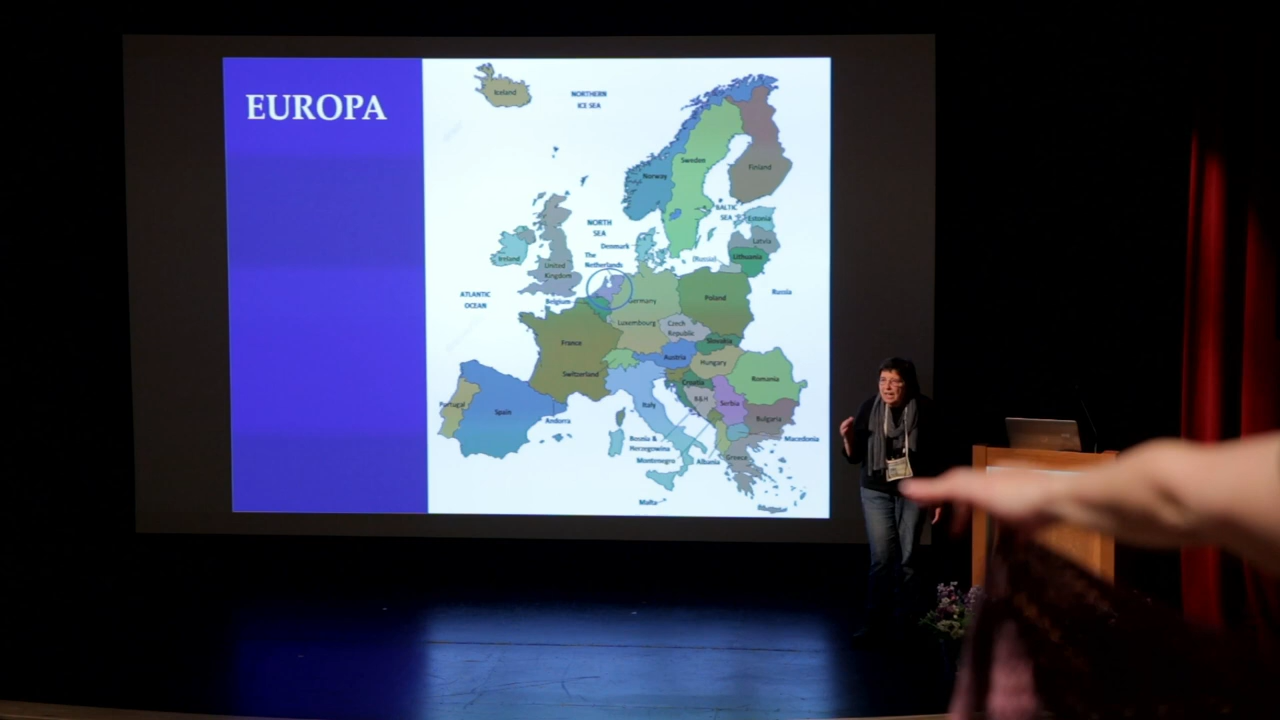 EUROPA
Iceland
NORTHERN
ICE SEA
Sweden
Finland
Norway
BALTIC
SEA
Estonia
NORTH
SEA
Latvia
Denmark
Ireland
The
Netherlands
(Russia)
Lithuania
United
Kingdom
ATLANTIC
OCEAN
Belgium
Germany
Poland
Russia
Luxembourg
Czech
Republic
Slovakia
France
Austria
Hungary
Switzerland
Croatia
Romania
Portugal
Spain
Italy
B&H
Serbia
Andorra
Bulgaria
Bosnia &
Herzegowina
Macedonia
Montenegro
Albania
Greece
Malta